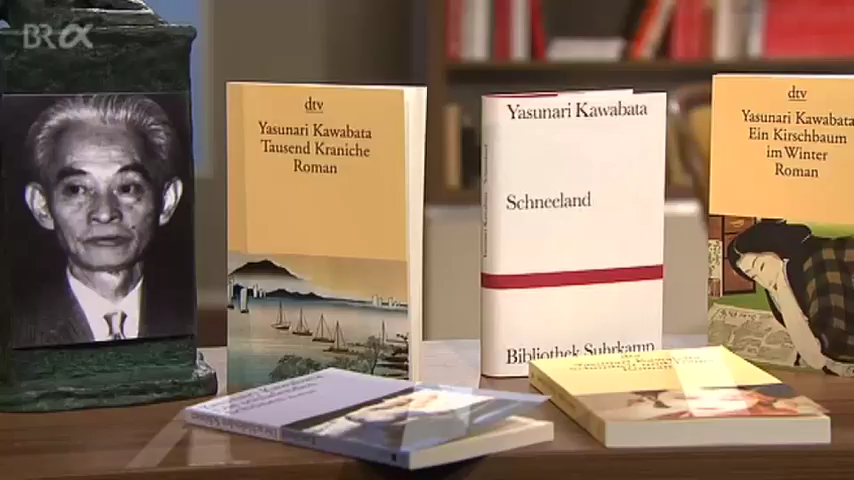 BRα
dtv
Yasunari Kawabata
Tausend Kraniche
Roman
Yasunari Kawabata
Schneeland
Bibliothek Suhrkamp
dtv
Yasunari Kawabata
Ein Kirschbaum
im Winter
Roman